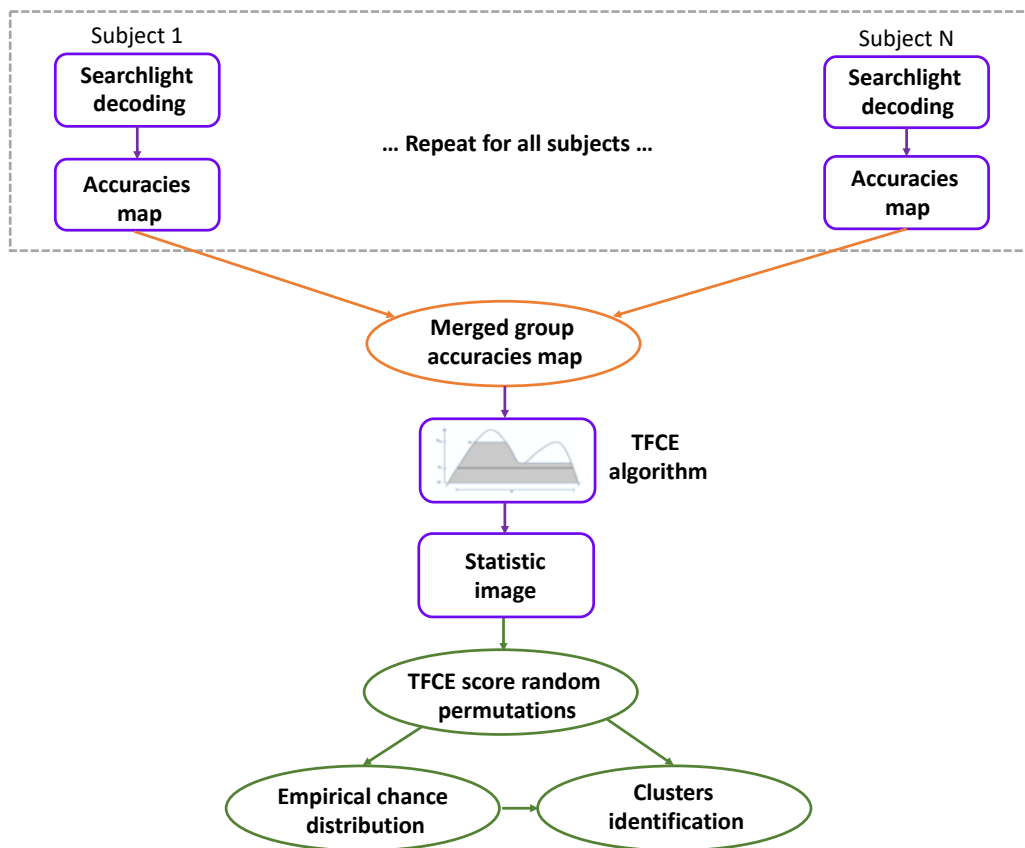 Subject 1
Subject N
Searchlight
decoding
Searchlight
decoding
... Repeat for all subjects ...
Accuracies
map
Accuracies
map
Merged group
accuracies map
TFCE
algorithm
Statistic
image
TFCE score random
permutations
Empirical chance
distribution
Clusters
identification